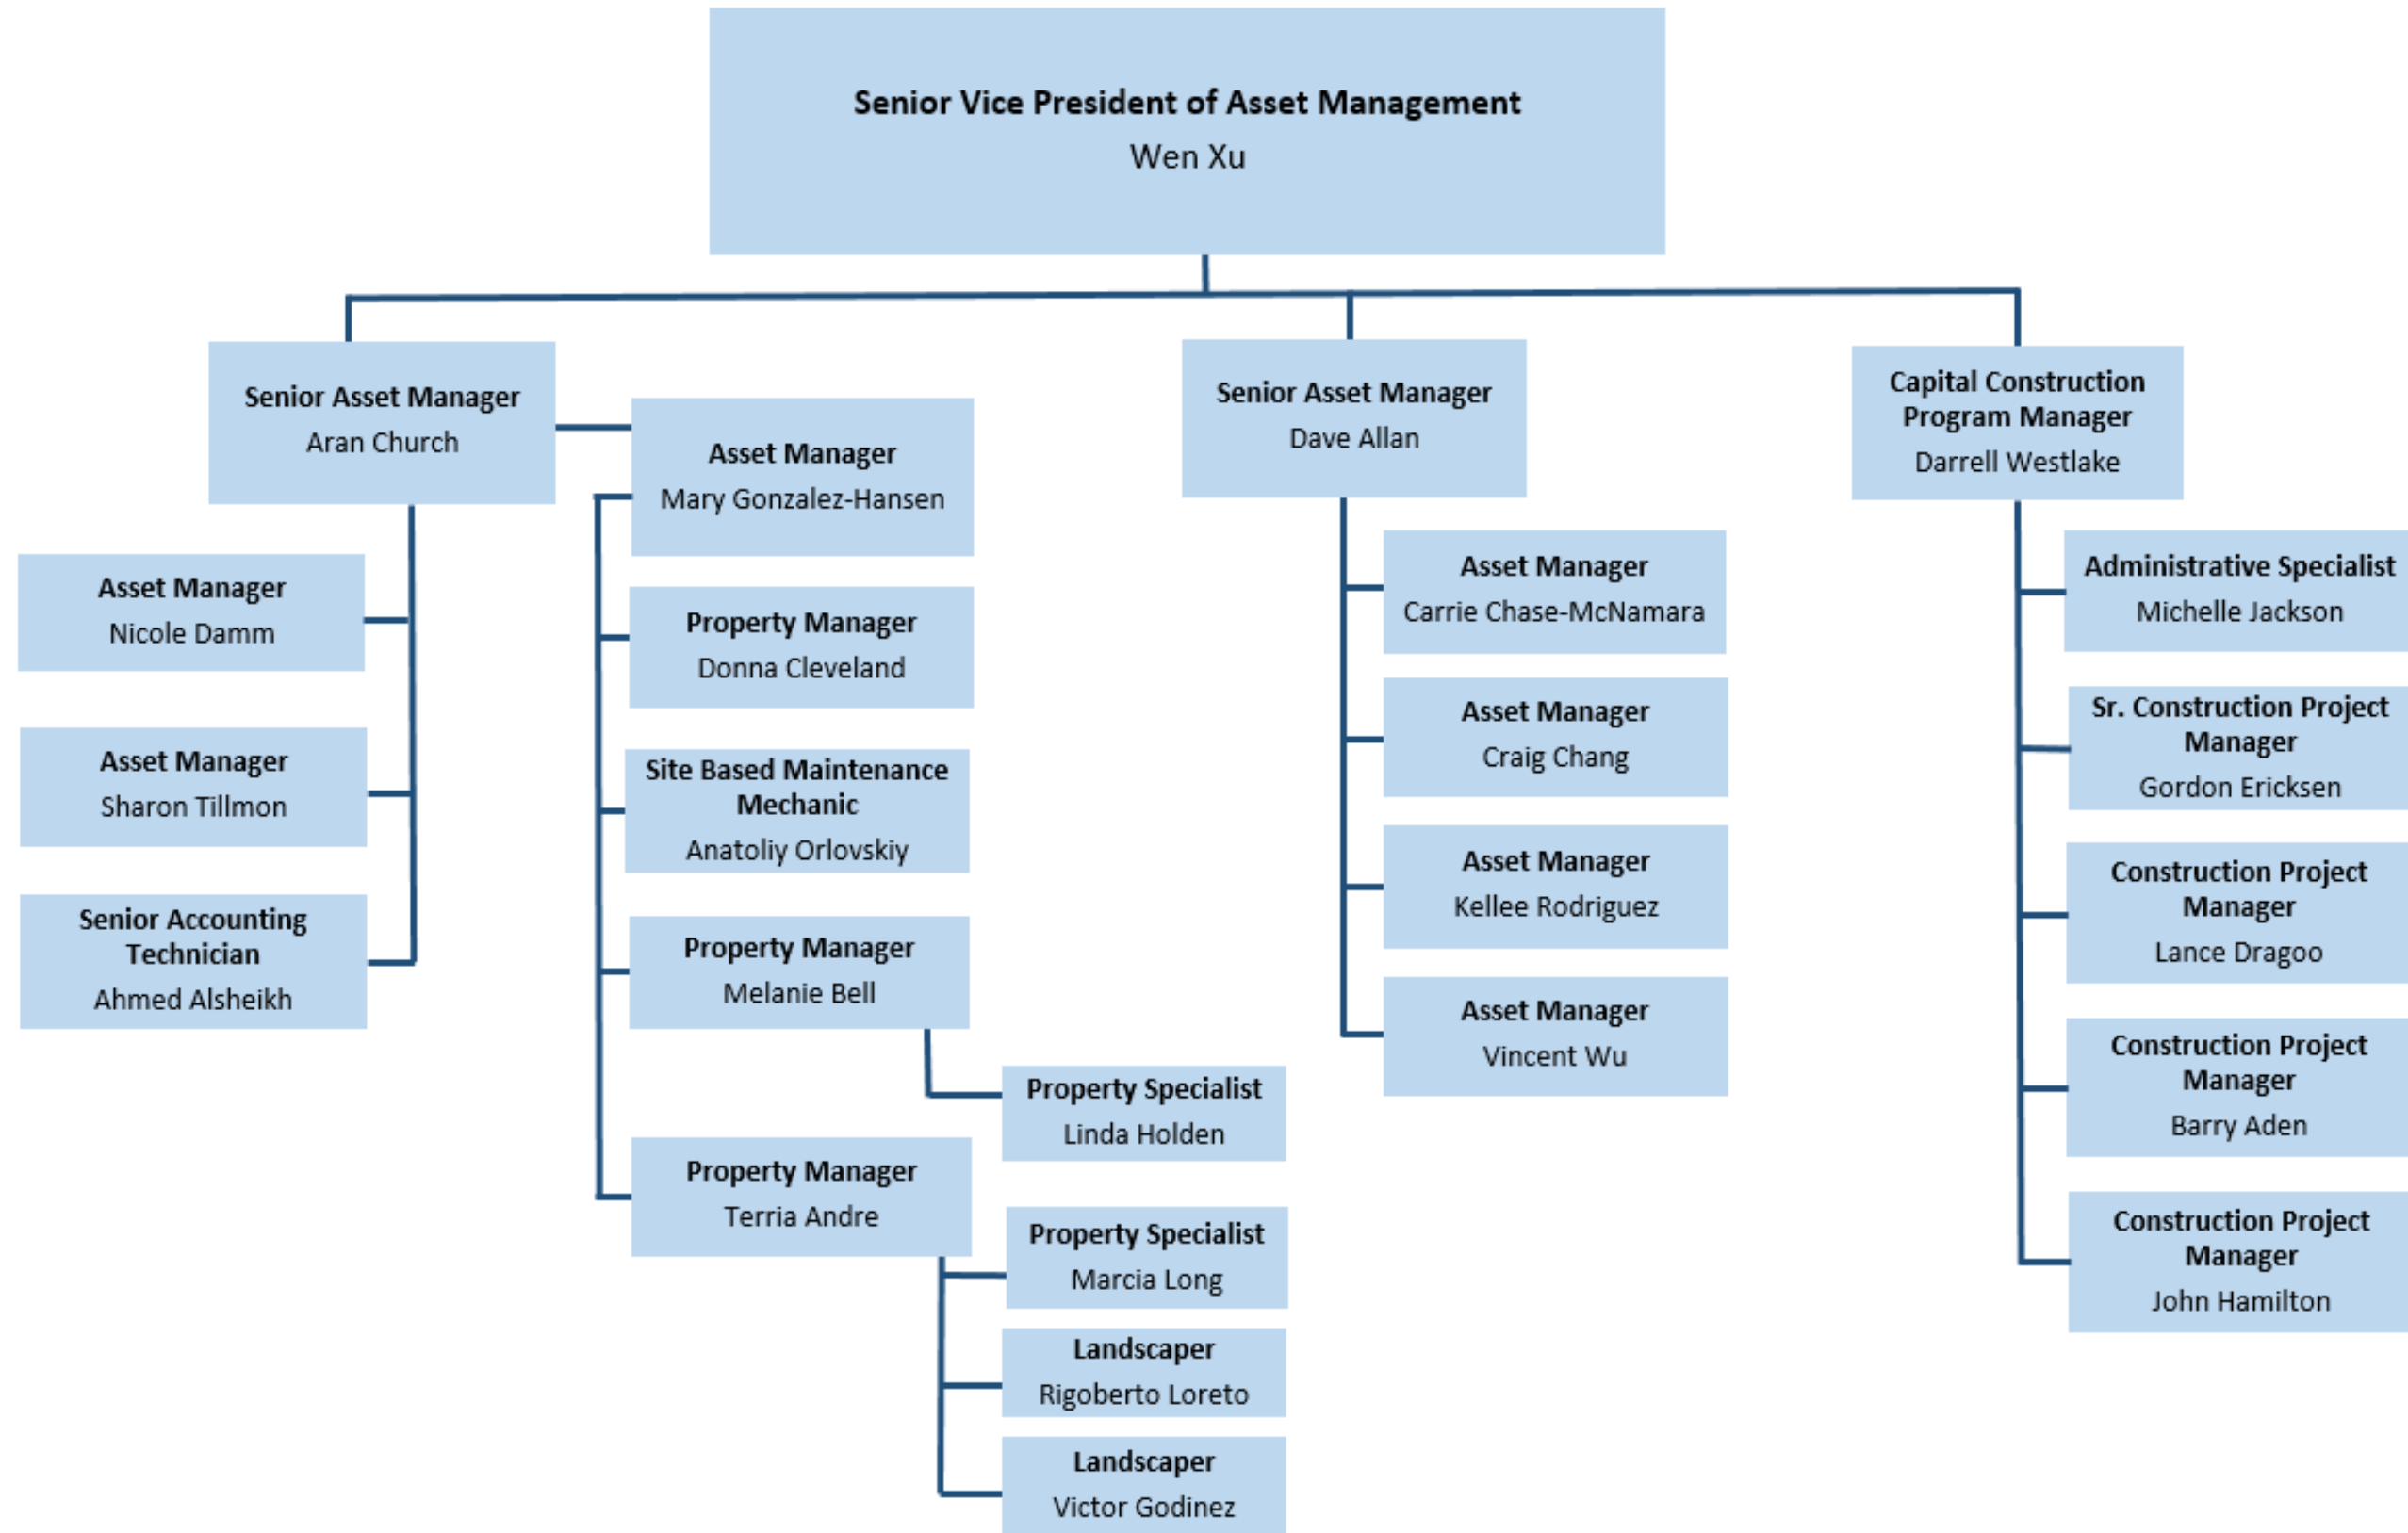 Senior Vice President of Asset Management
Wen Xu
Senior Asset Manager
Aran Church
Asset Manager
Nicole Damm
Asset Manager
Sharon Tillmon
Senior Accounting
Technician
Ahmed Alsheikh
Asset Manager
Mary Gonzalez-Hansen
Property Manager
Donna Cleveland
Site Based Maintenance
Mechanic
Anatoliy Orlovskiy
Property Manager
Melanie Bell
Property Specialist
Linda Holden
Property Manager
Terria Andre
Property Specialist
Marcia Long
Landscaper
Rigoberto Loreto
Landscaper
Victor Godinez
Senior Asset Manager
Dave Allan
Asset Manager
Carrie Chase-McNamara
Asset Manager
Craig Chang
Asset Manager
Kellee Rodriguez
Asset Manager
Vincent Wu
Capital Construction
Program Manager
Darrell Westlake
Administrative Specialist
Michelle Jackson
Sr. Construction Project
Manager
Gordon Ericksen
Construction Project
Manager
Lance Dragoo
Construction Project
Manager
Barry Aden
Construction Project
Manager
John Hamilton